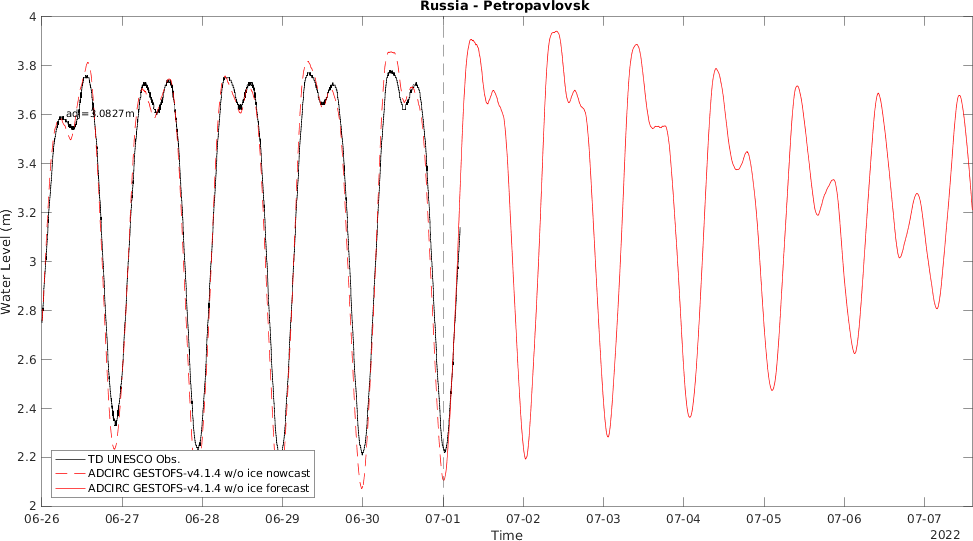 Russia - Petropavlovsk
4
3.8
3.6
3.4
3.2
3
2.8
2.6
2.4
2.2
2
Water Level (m)
adj=3.0827m
TD UNESCO Obs.
ADCIRC GESTOFS-v4.1.4 w/o ice nowcast
ADCIRC GESTOFS-v4.1.4 w/o ice forecast
06-26 06-27 06-28 06-29 06-30 07-01 07-02 07-03 07-04 07-05 07-06 07-07
2022
Time